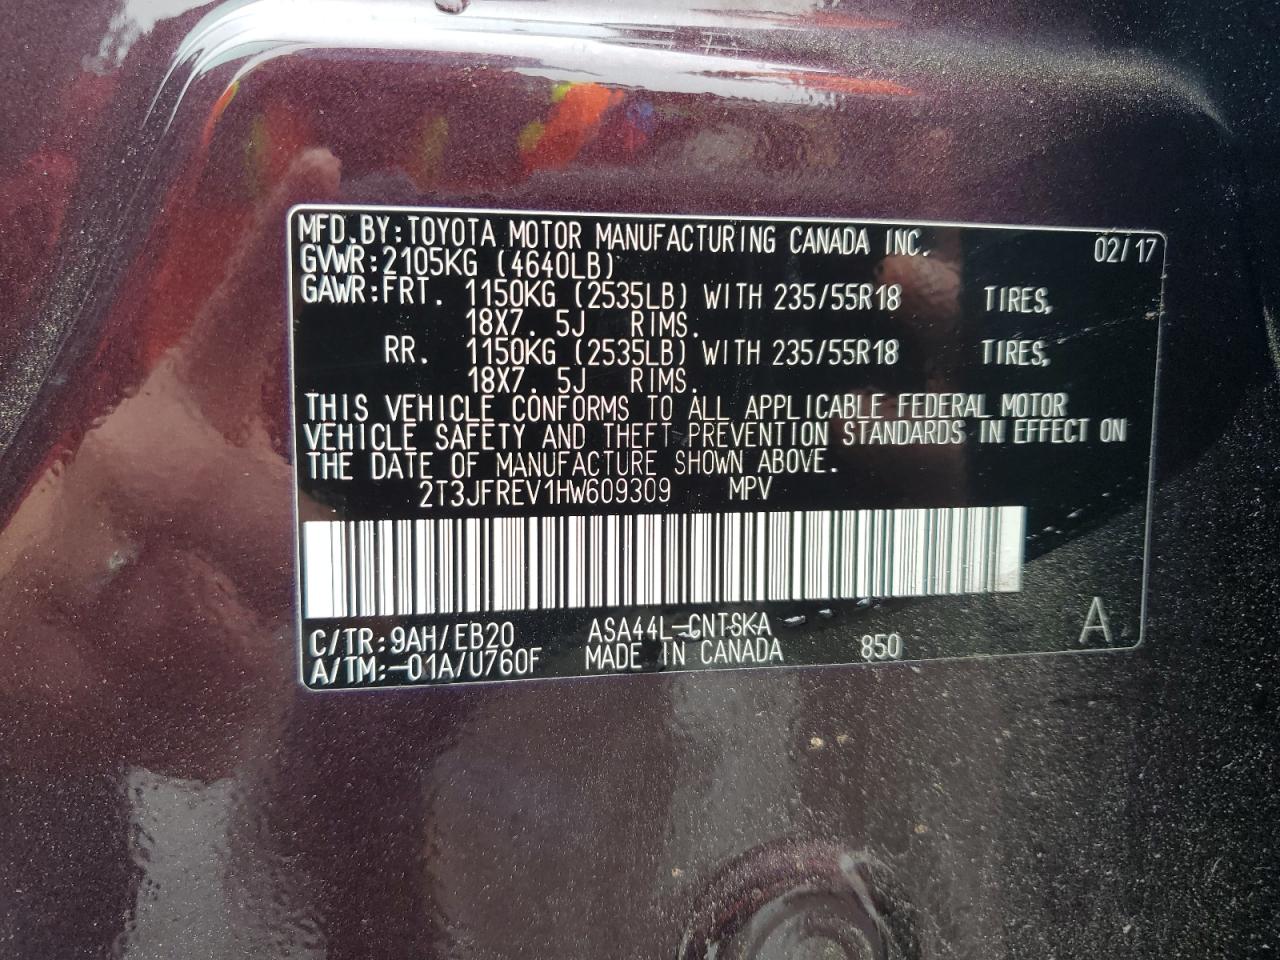 MFD.BY:TOYOTA MOTOR MANUFACTURING CANADA INC. 02/17
GVWR:2105KG (4640LB)
GAWR:FRT. 1150KG (2535LB) WITH 235/55R18 TIRES,
18X7. 5J RIMS.
RR. 1150KG (2535LB) WITH 235/55R18 TIRES,
18X7. 5J RIMS.
THIS VEHICLE CONFORMS TO ALL APPLICABLE FEDERAL MOTOR
VEHICLE SAFETY AND THEFT PREVENTION STANDARDS IN EFFECT ON
THE DATE OF MANUFACTURE SHOWN ABOVE.
2T3JFREV1HW609309 MPV
C/TR:9AH/EB20 ASA44L-CNTSKA
A/TM:-01A/U760F MADE IN CANADA 850 A